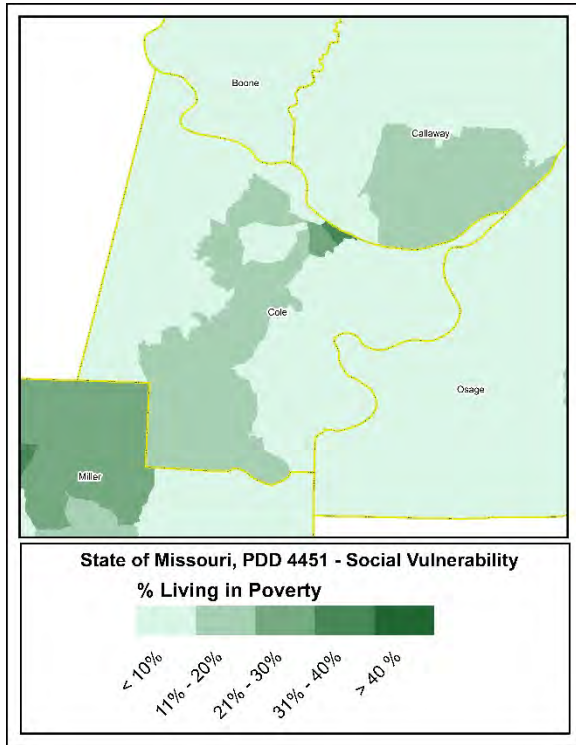 Boone
Callaway
Cole
Osage
Miller
State of Missouri, PDD 4451 - Social Vulnerability
% Living in Poverty
< 10%
11% - 20%
21% - 30%
31% - 40%
> 40 %